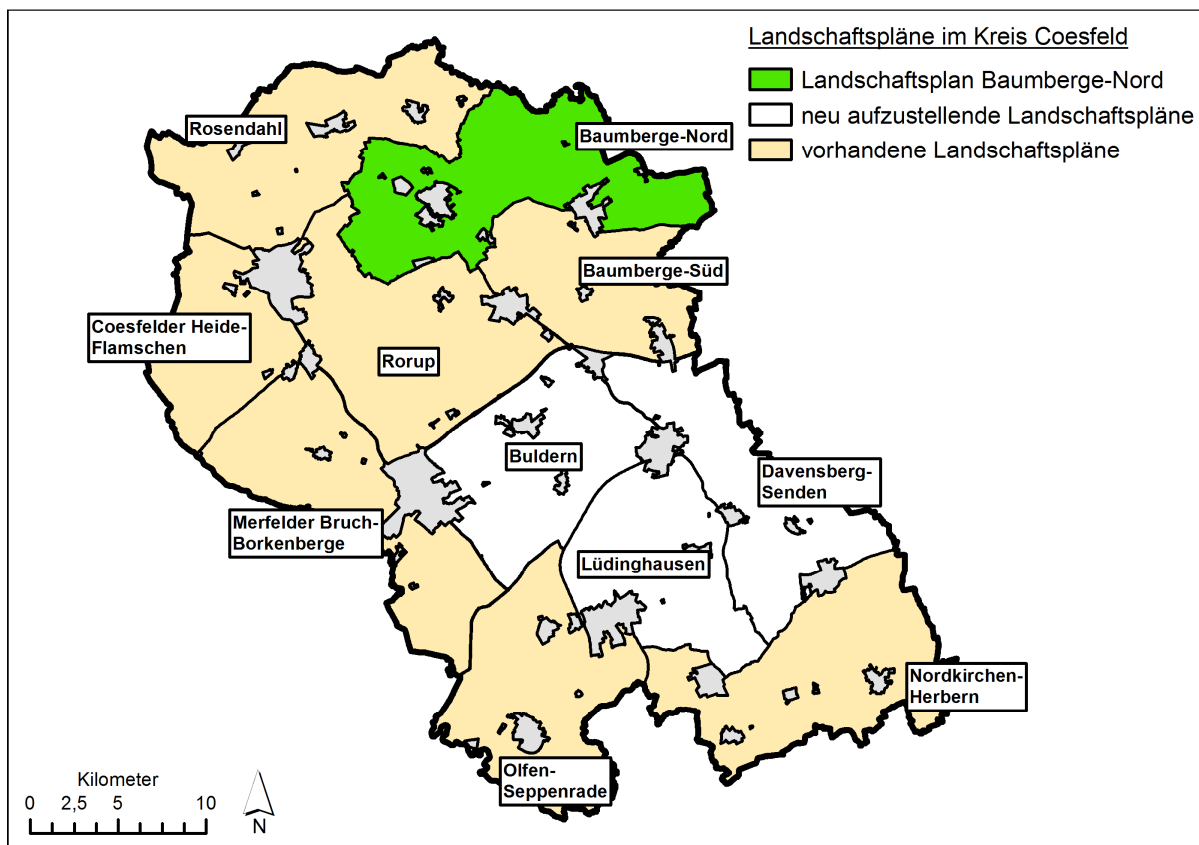 Landschaftspläne im Kreis Coesfeld
Landschaftsplan Baumberge-Nord
neu aufzustellende Landschaftspläne
vorhandene Landschaftspläne
Rosendahl
Baumberge-Nord
Baumberge-Süd
Coesfelder Heide-
Flamschen
Rorup
Buldern
Davensberg-
Senden
Merfelder Bruch-
Borkenberge
Lüdinghausen
Nordkirchen-
Herbern
Olfen-
Seppenrade
Kilometer
0 2,5 5 10
N